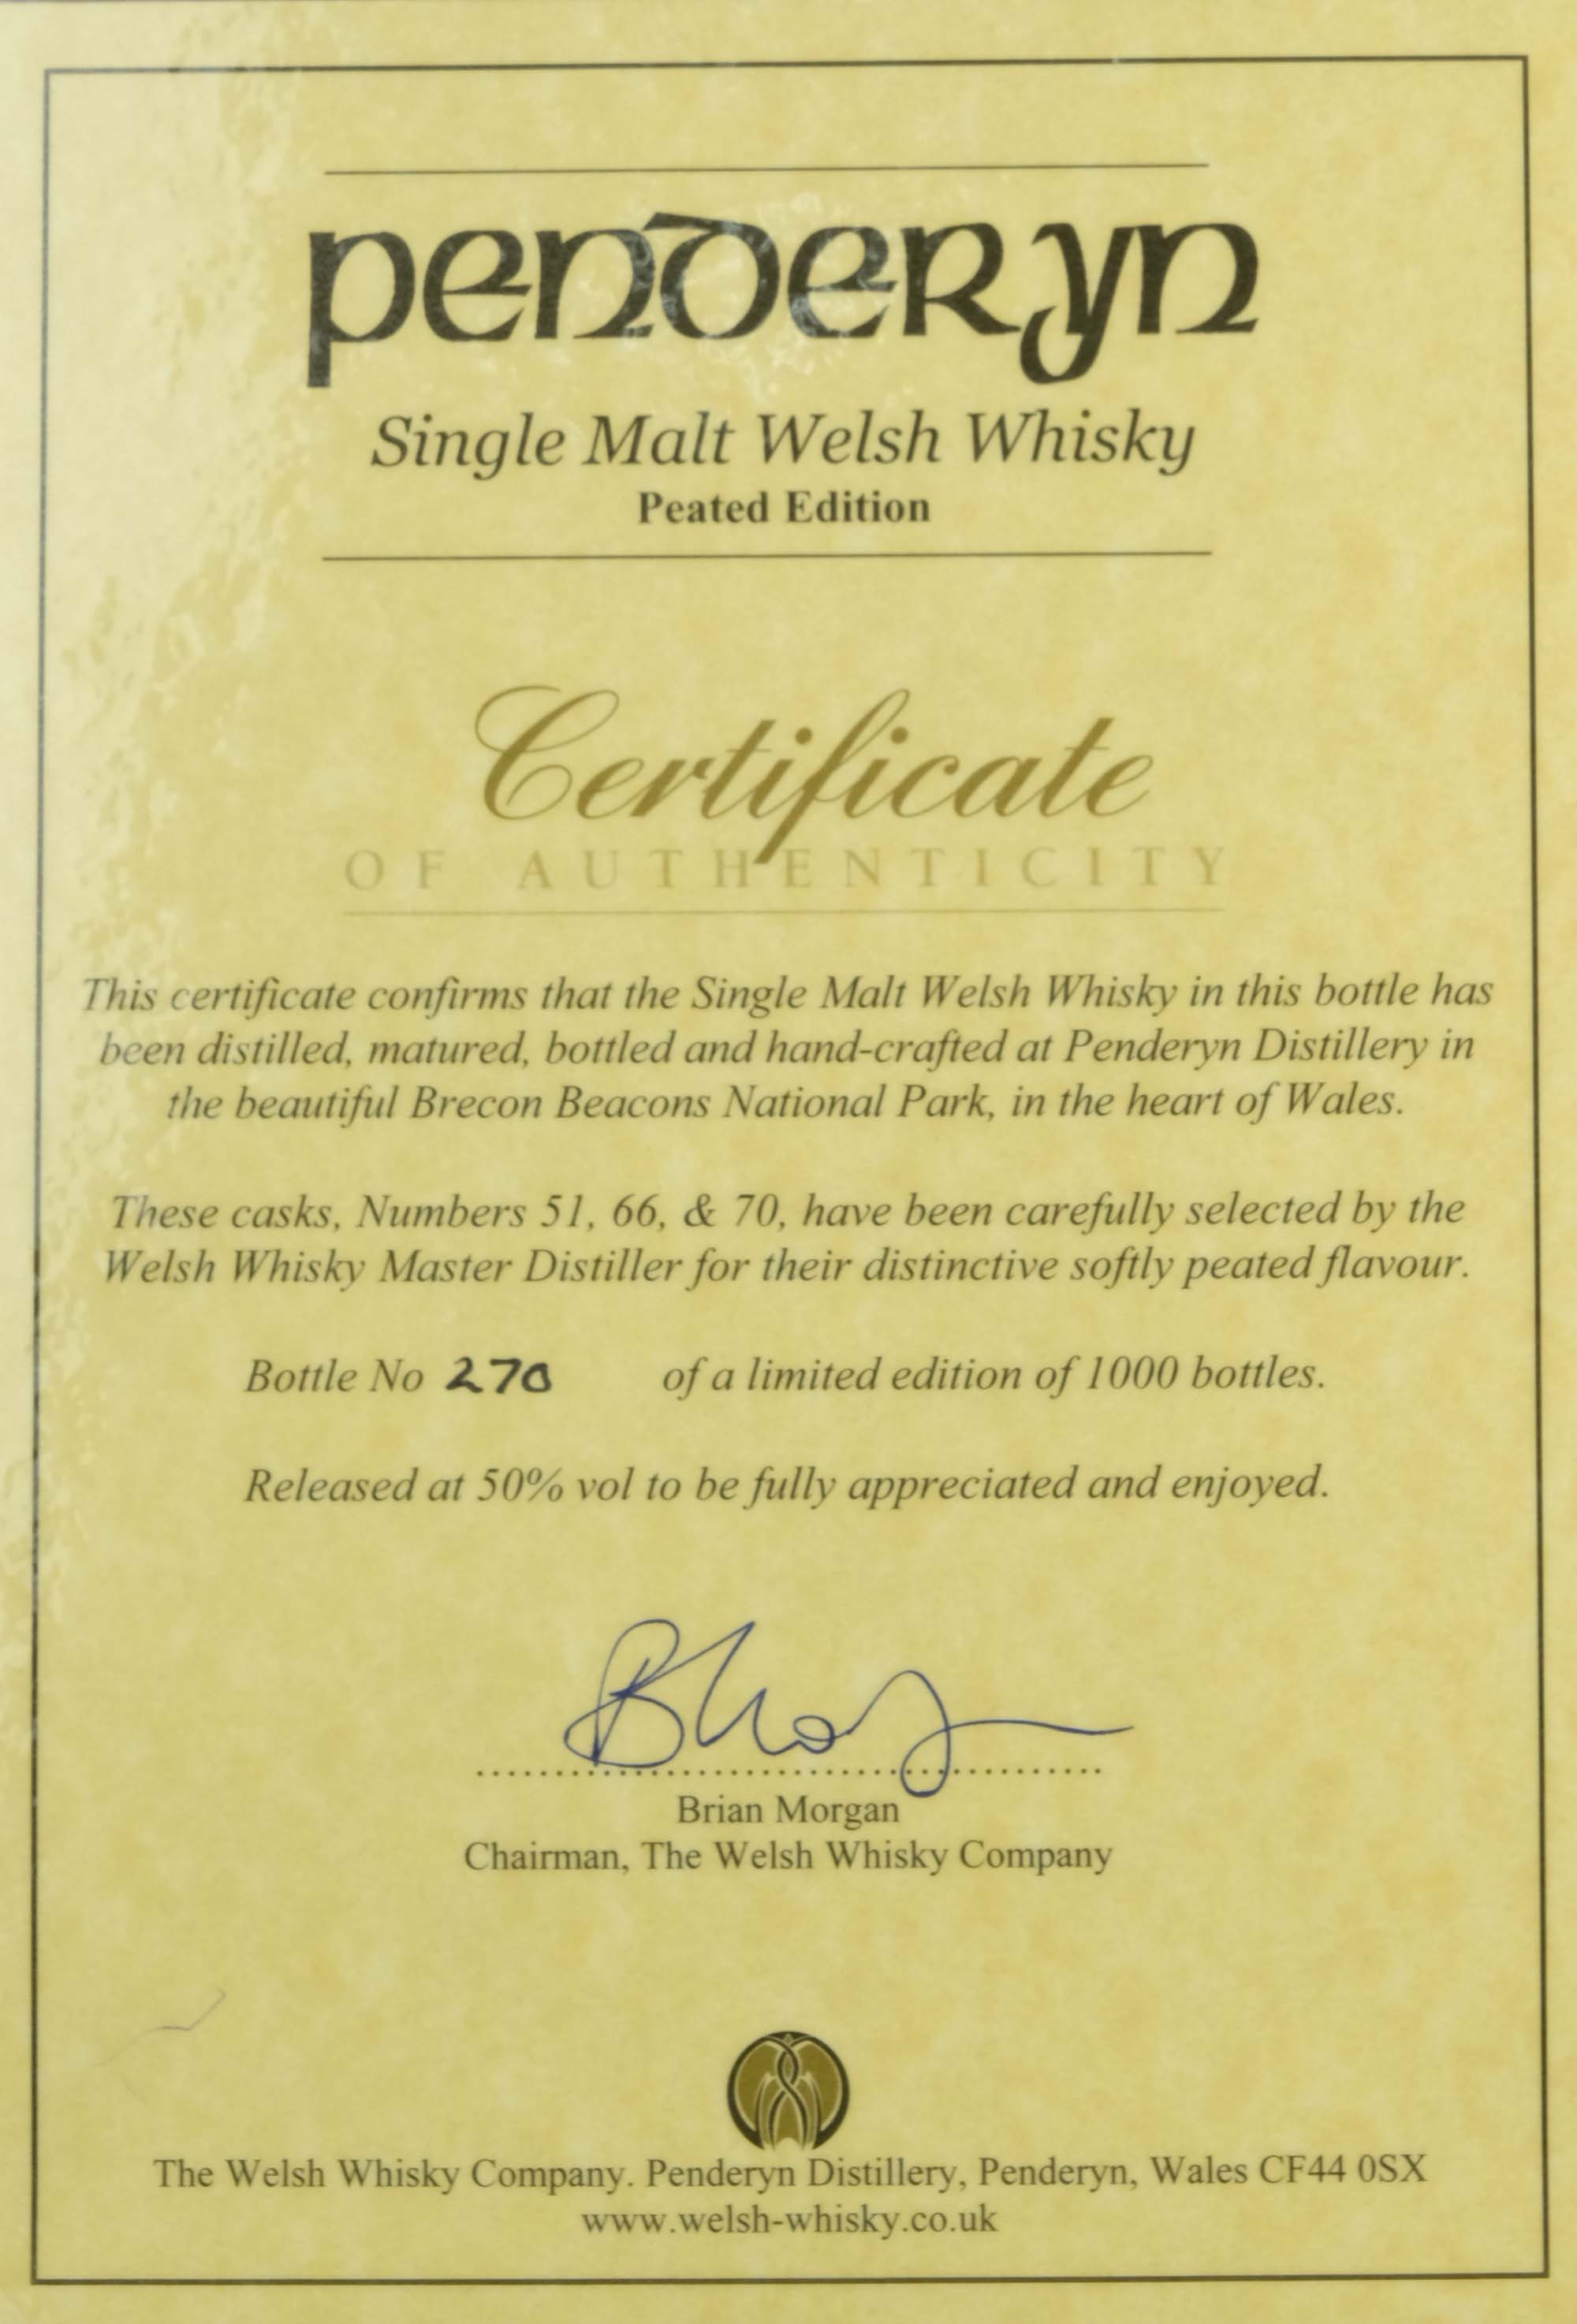 penderyn
Single Malt Welsh Whisky
Peated Edition
Certificate
OF AUTHENTICITY
This certificate confirms that the Single Malt Welsh Whisky in this bottle has
been distilled, matured, bottled and hand-crafted at Penderyn Distillery in
the beautiful Brecon Beacons National Park, in the heart of Wales.
These casks, Numbers 51, 66, & 70, have been carefully selected by the
Welsh Whisky Master Distiller for their distinctive softly peated flavour.
Bottle No 270 of a limited edition of 1000 bottles.
Released at 50% vol to be fully appreciated and enjoyed.
Brian Morgan
Chairman, The Welsh Whisky Company
The Welsh Whisky Company. Penderyn Distillery, Penderyn, Wales CF44 0SX
www.welsh-whisky.co.uk